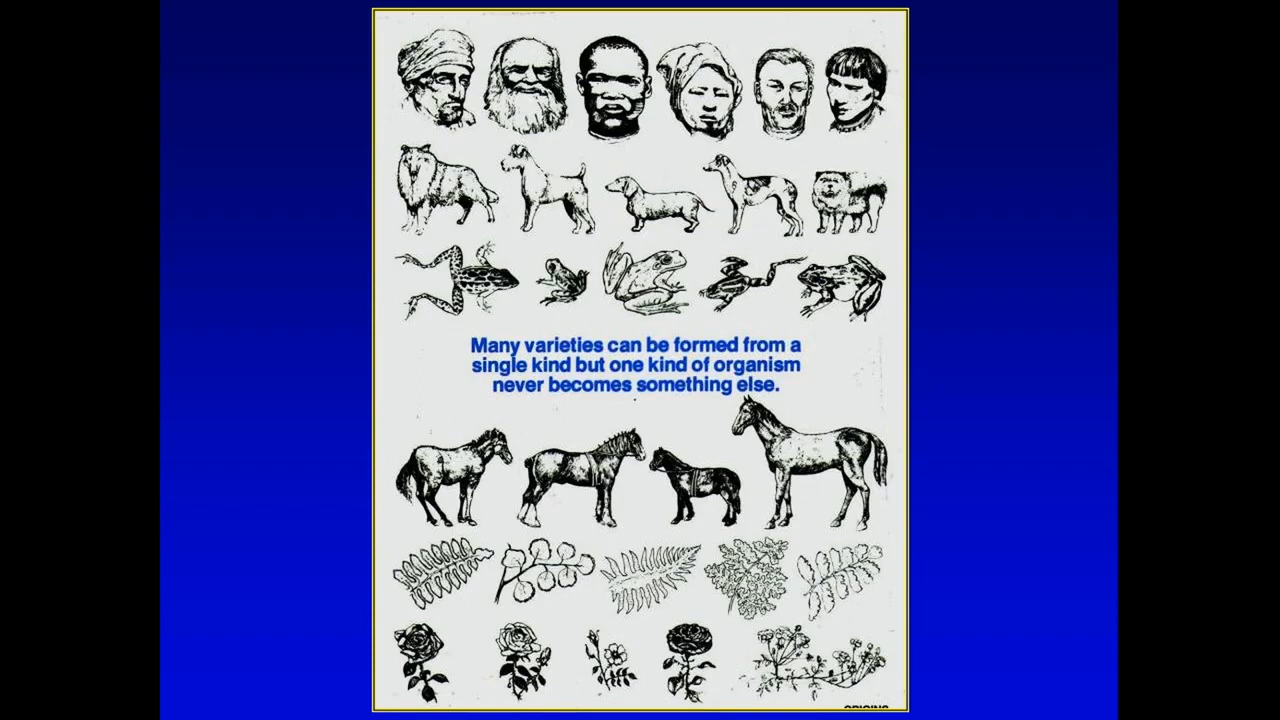 Many varieties can be formed from a
single kind but one kind of organism
never becomes something else.